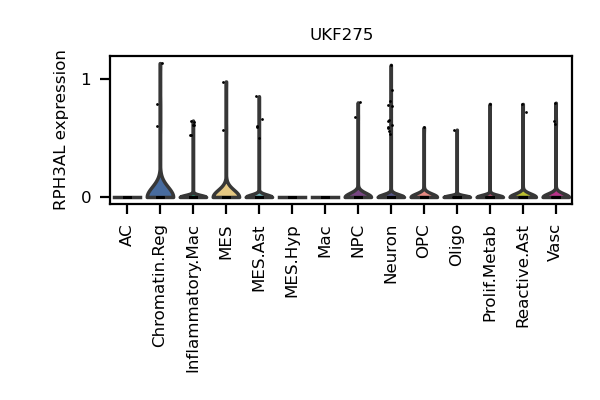 UKF275
RPH3AL expression
1
0
AC
Chromatin.Reg
Inflammatory.Mac
MES
MES.Ast
MES.Hyp
Mac
NPC
Neuron
OPC
Oligo
Prolif.Metab
Reactive.Ast
Vasc